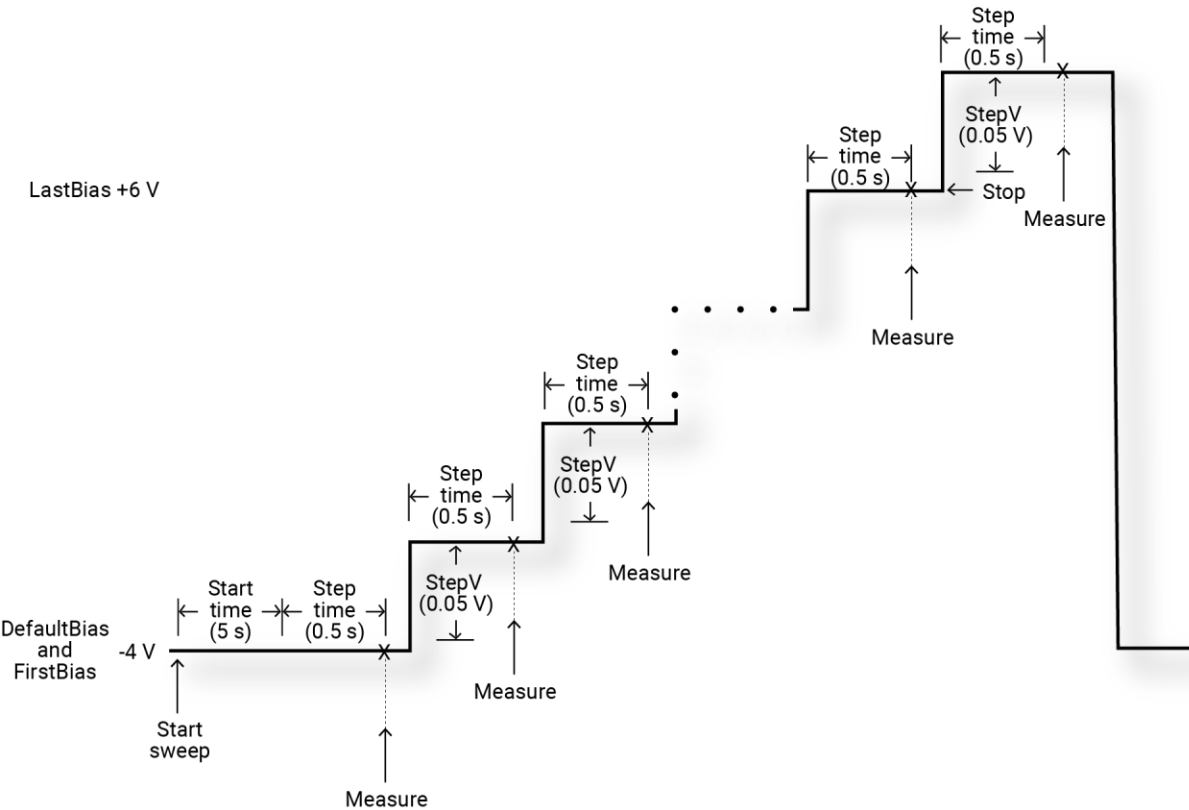 Step
time
(0.5 s)
StepV
(0.05 V)
Stop
Measure
Step
time
(0.5 s)
X
X
LastBias +6 V
Measure
Step
time
(0.5 s)
X
StepV
(0.05 V)
Measure
Step
time
(0.5 s)
X
StepV
(0.05 V)
Measure
Start
time
(5 s)
Step
time
(0.5 s)
X
DefaultBias
and
FirstBias
-4 V
Start
sweep
Measure